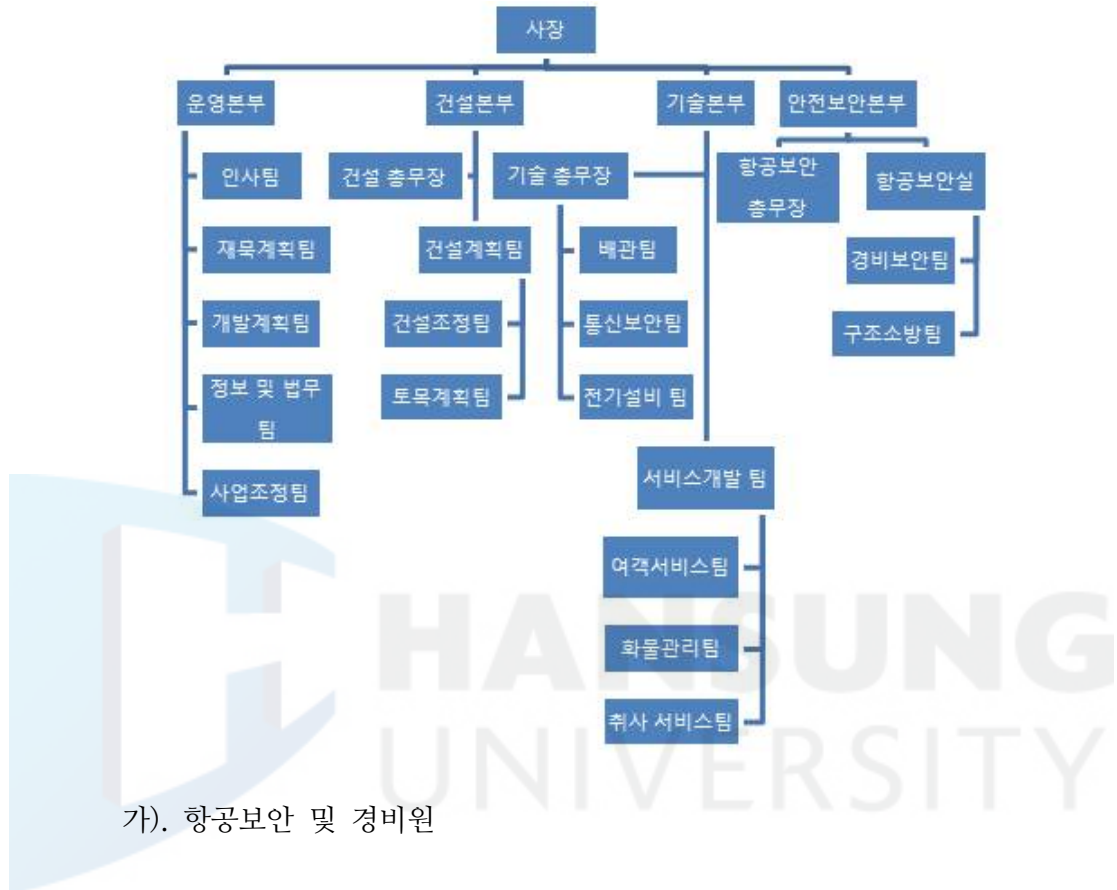 사장
운영본부 건설본부 기술본부 안전보안본부
인사팀 건설 총무장 기술 총무장 항공보안
총무장 항공보안실
재목계획팀 건설계획팀 배관팀 경비보안팀
개발계획팀 건설조정팀 통신보안팀 구조소방팀
정보 및 법무
팀 토목계획팀 전기설비 팀
사업조정팀 서비스개발 팀
여객서비스팀
화물관리팀
취사 서비스팀
HANSUNG
UNIVERSITY
가). 항공보안 및 경비원